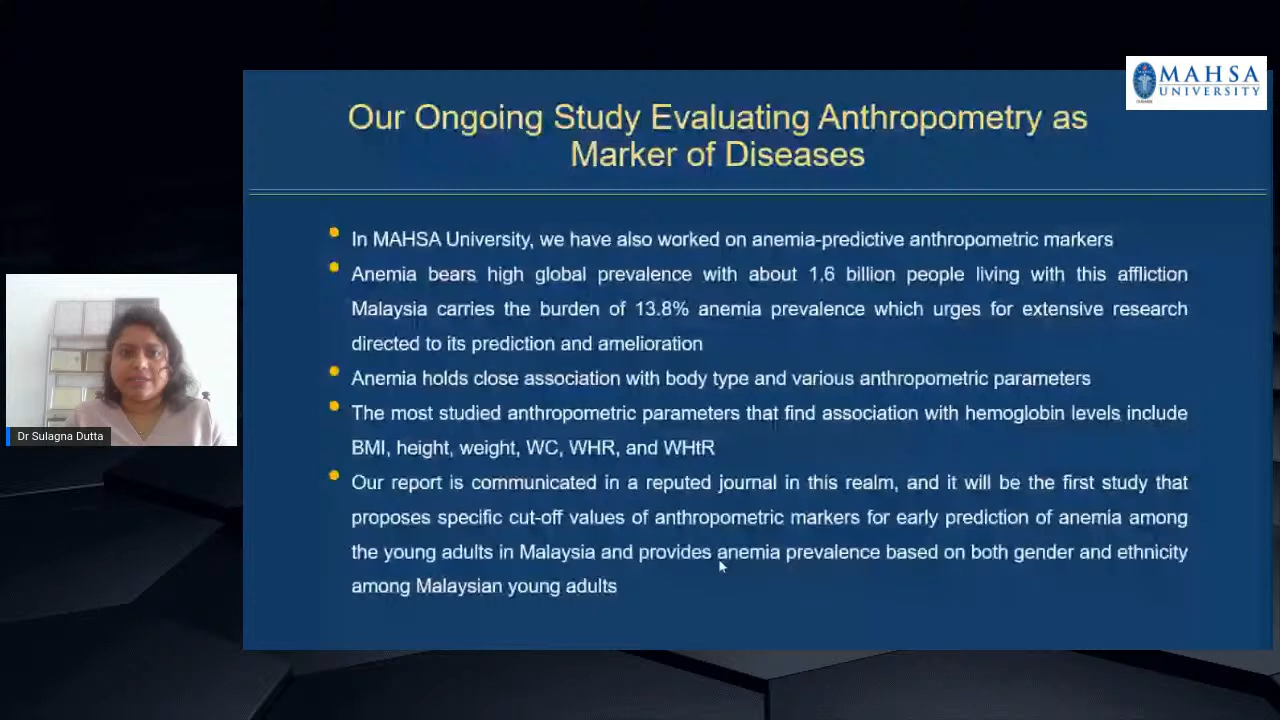 MAHSA
UNIVERSITY
Our Ongoing Study Evaluating Anthropometry as
Marker of Diseases
In MAHSA University, we have also worked on anemia-predictive anthropometric markers
Anemia bears high global prevalence with about 1.6 billion people living with this affliction
Malaysia carries the burden of 13.8% anemia prevalence which urges for extensive research
directed to its prediction and amelioration
Anemia holds close association with body type and various anthropometric parameters
The most studied anthropometric parameters that find association with hemoglobin levels include
BMI, height, weight, WC, WHR, and WHtR
Our report is communicated in a reputed journal in this realm, and it will be the first study that
proposes specific cut-off values of anthropometric markers for early prediction of anemia among
the young adults in Malaysia and provides anemia prevalence based on both gender and ethnicity
among Malaysian young adults
Dr Sulagna Dutta